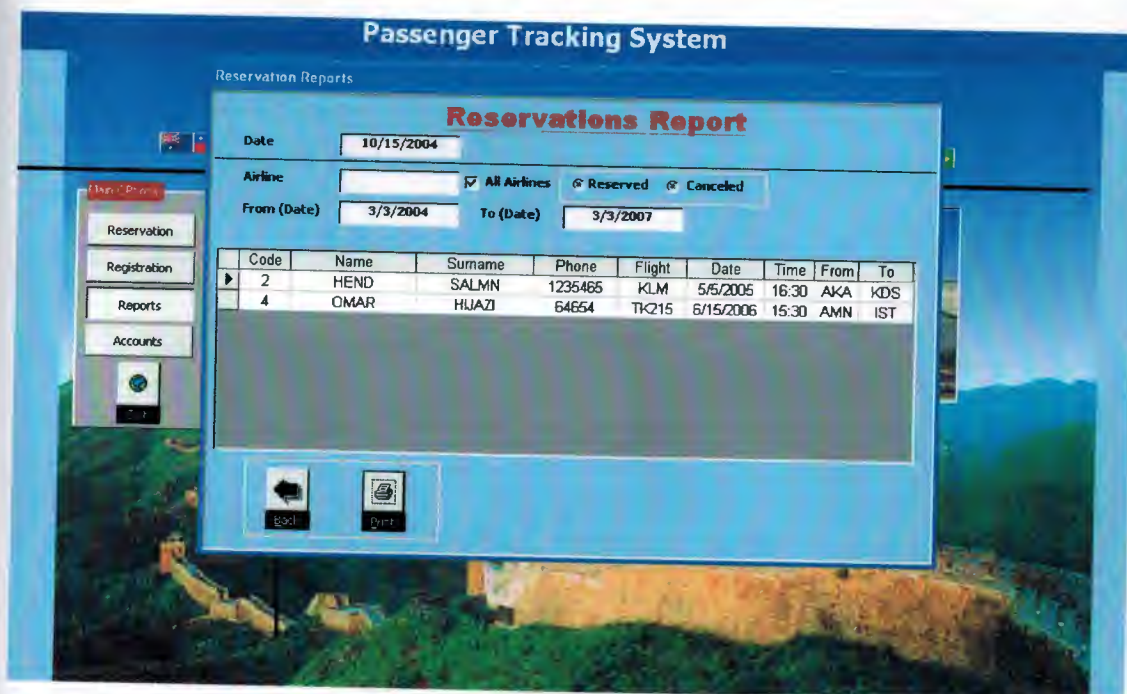 Passenger Tracking System
Reservation Reports
Reservations Report
Date 10/15/2004
Airline All Airlines Reserved Canceled
From (Date) 3/3/2004 To (Date) 3/3/2007
Reservation
Registration
Reports
Accounts
Code Name Surname Phone Flight Date Time From To
2 HEND SALMN 1235465 KLM 5/5/2005 16:30 AKA KDS
4 OMAR HIJAZI 64654 TK215 6/15/2006 15:30 AMN IST
Back Print